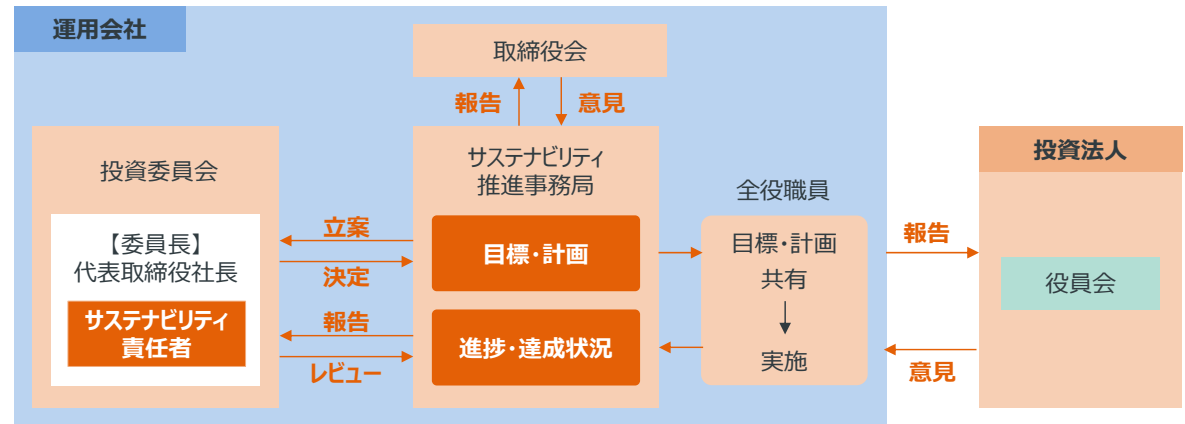 運用会社
取締役会
報告
意見
投資委員会
【委員長】
代表取締役社長
サステナビリティ
責任者
立案
決定
報告
レビュー
サステナビリティ
推進事務局
目標・計画
進捗・達成状況
全役職員
目標・計画
共有
実施
報告
意見
投資法人
役員会